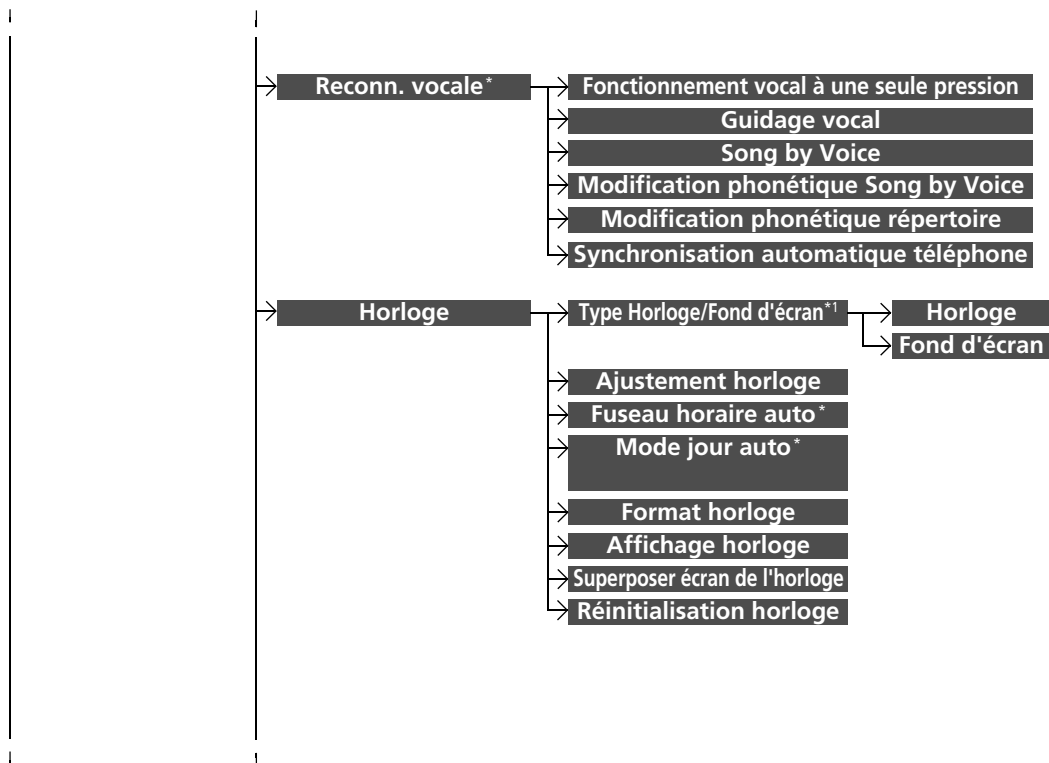 Reconn. vocale*
Fonctionnement vocal à une seule pression
Guidage vocal
Song by Voice
Modification phonétique Song by Voice
Modification phonétique répertoire
Synchronisation automatique téléphone
Horloge
Type Horloge/Fond d'écran*1
Horloge
Fond d'écran
Ajustement horloge
Fuseau horaire auto*
Mode jour auto*
Format horloge
Affichage horloge
Superposer écran de l'horloge
Réinitialisation horloge